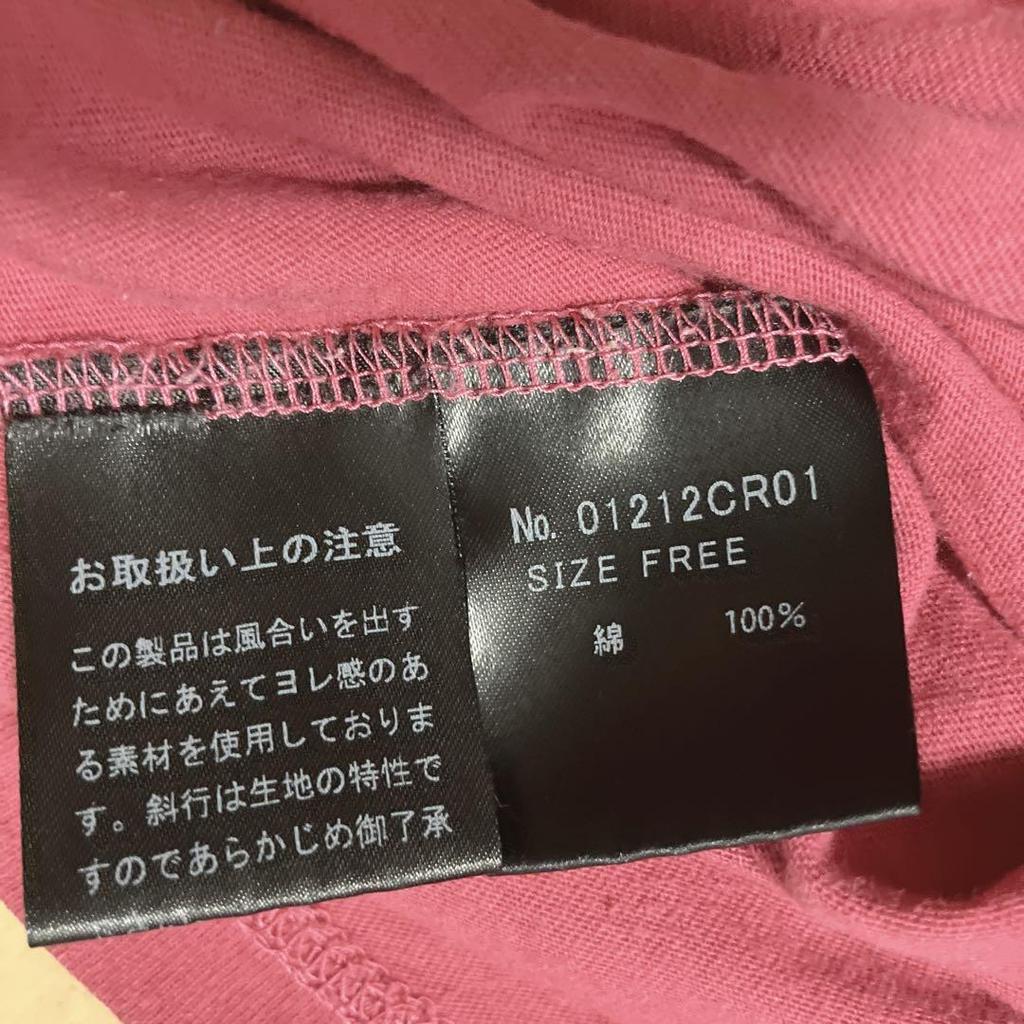 お取扱い上の注意
この製品は風合いを出す
ためにあえてヨレ感のあ
る素材を使用しておりま
す。斜行は生地の特性で
すのであらかじめ御了承
No. 01212CR01
SIZE FREE
綿 100%